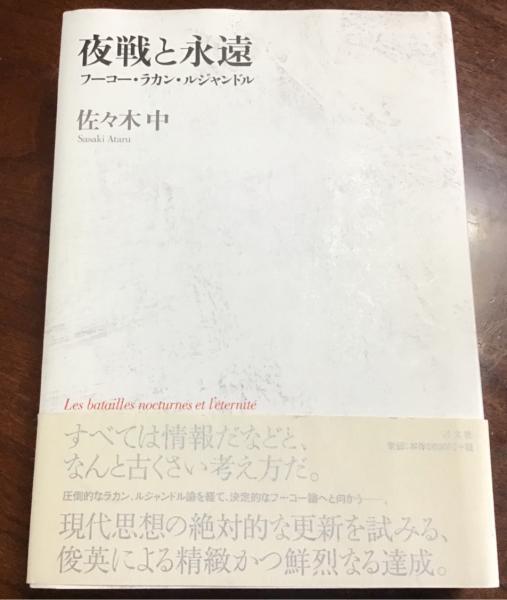 夜戦と永遠
フーコー・ラカン・ルジャンドル
佐々木 中
Sasaki Ataru
Les batailles nocturnes et l'éternité
すべては情報だなどと、
なんと古くさい考え方だ。
圧倒的なラカン、ルジャンドル論を経て、決定的なフーコー論へと向かう——。
現代思想の絶対的な更新を試みる、
俊英による精緻かつ鮮烈なる達成。